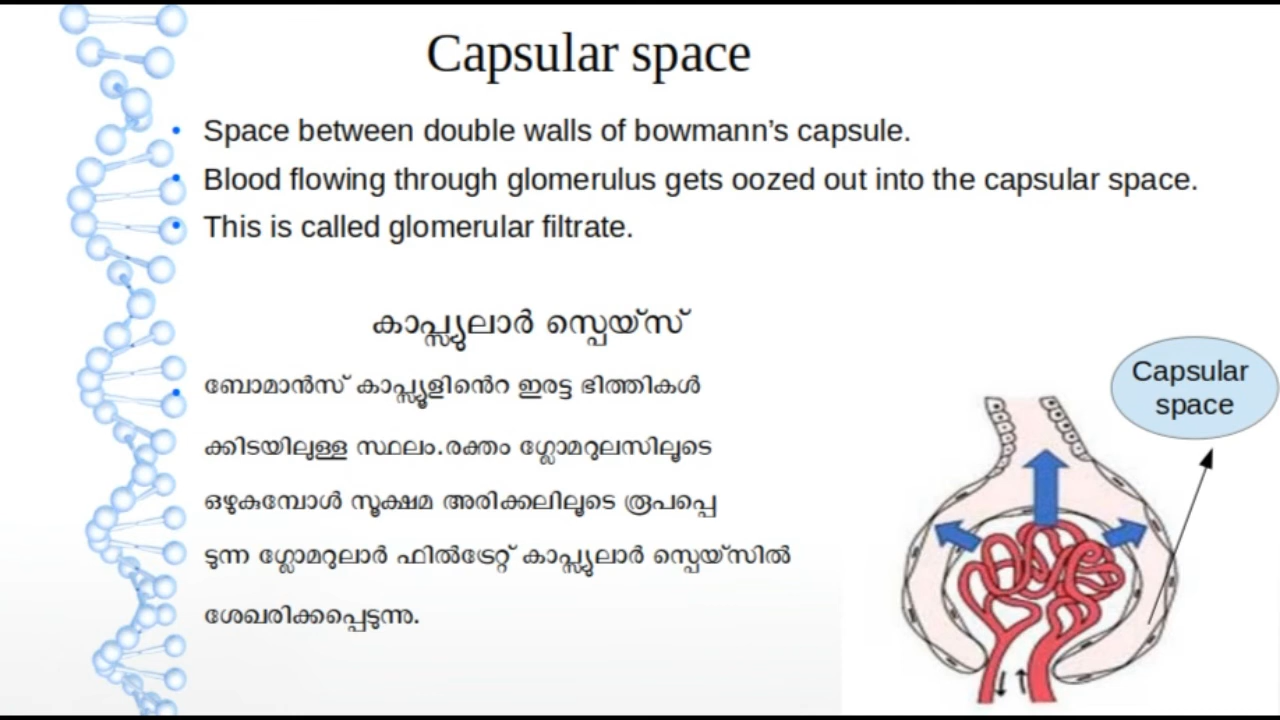 Capsular space
Space between double walls of bowmann’s capsule.
Blood flowing through glomerulus gets oozed out into the capsular space.
This is called glomerular filtrate.
കാപ്സ്യുലാർ സ്പെയ്സ്
ബോമാൻസ് കാപ്സ്യൂളിൻെറ ഇരട്ട ഭിത്തികൾ
ക്കിടയിലുള്ള സ്ഥലം.രക്തം ഗ്ലോമറുലസിലൂടെ
ഒഴുകുമ്പോൾ സൂക്ഷമ അരിക്കലിലൂടെ രൂപപ്പെ
ടുന്ന ഗ്ലോമറുലാർ ഫിൽട്രേറ്റ് കാപ്സ്യുലാർ സ്പെയ്സിൽ
ശേഖരിക്കപ്പെടുന്നു.
Capsular
space